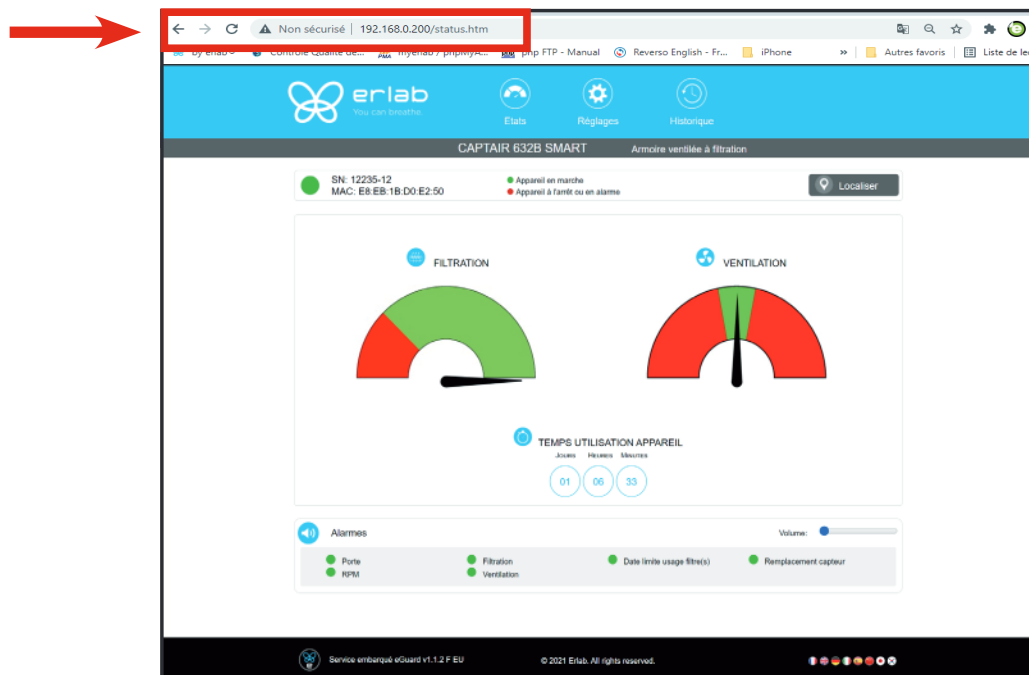 Non sécurisé | 192.168.0.200/status.htm
by erlab Contrôle Qualité de... myerlab / phpMyA... php FTP - Manual Reverso English - Fr... iPhone » Autres favoris Liste de lec
erlab
You can breathe.
Etats Réglages Historique
CAPTAIR 632B SMART Armoire ventilée à filtration
SN: 12235-12
MAC: E8:EB:1B:D0:E2:50
Appareil en marche
Appareil à l'arrêt ou en alarme
Localiser
FILTRATION
VENTILATION
TEMPS UTILISATION APPAREIL
Jours Heures Minutes
01 06 33
Alarmes
Volume:
Porte Filtration Date limite usage filtre(s) Remplacement capteur
RPM Ventilation
Service embarqué eGuard v1.1.2 F EU © 2021 Erlab. All rights reserved.